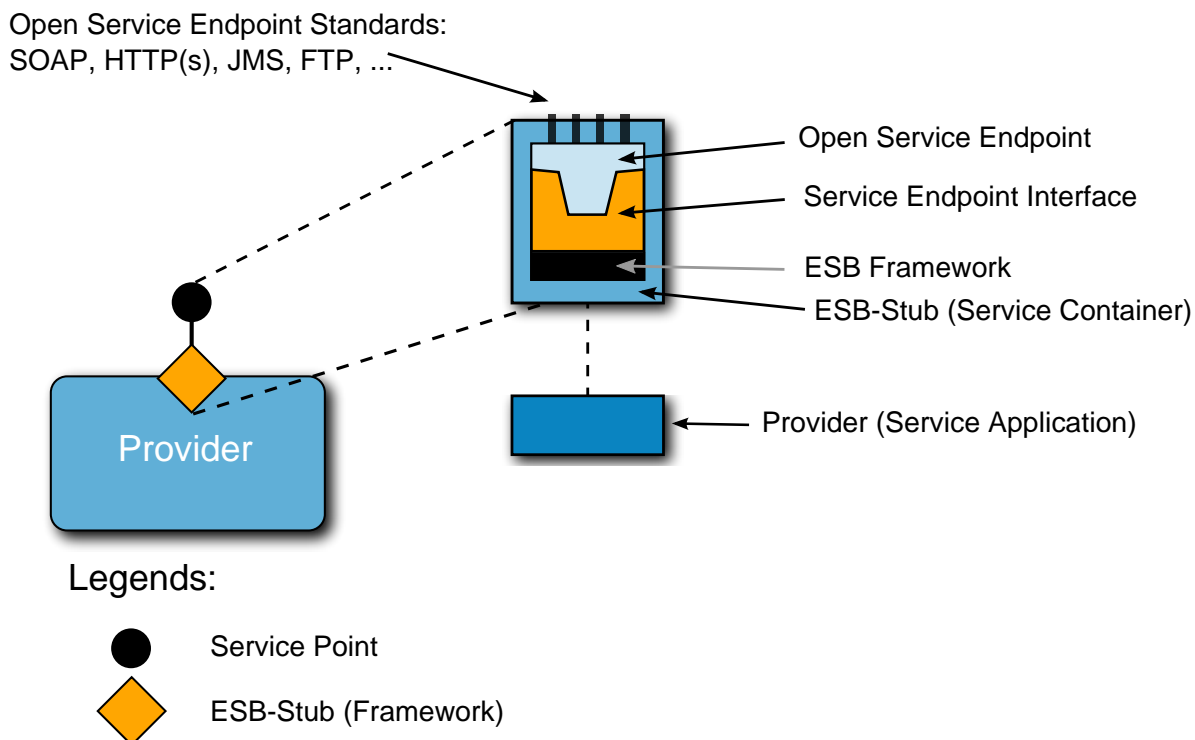 Open Service Endpoint Standards:
SOAP, HTTP(s), JMS, FTP, ...
Open Service Endpoint
Service Endpoint Interface
ESB Framework
ESB-Stub (Service Container)
Provider (Service Application)
Provider
Legends:
Service Point
ESB-Stub (Framework)